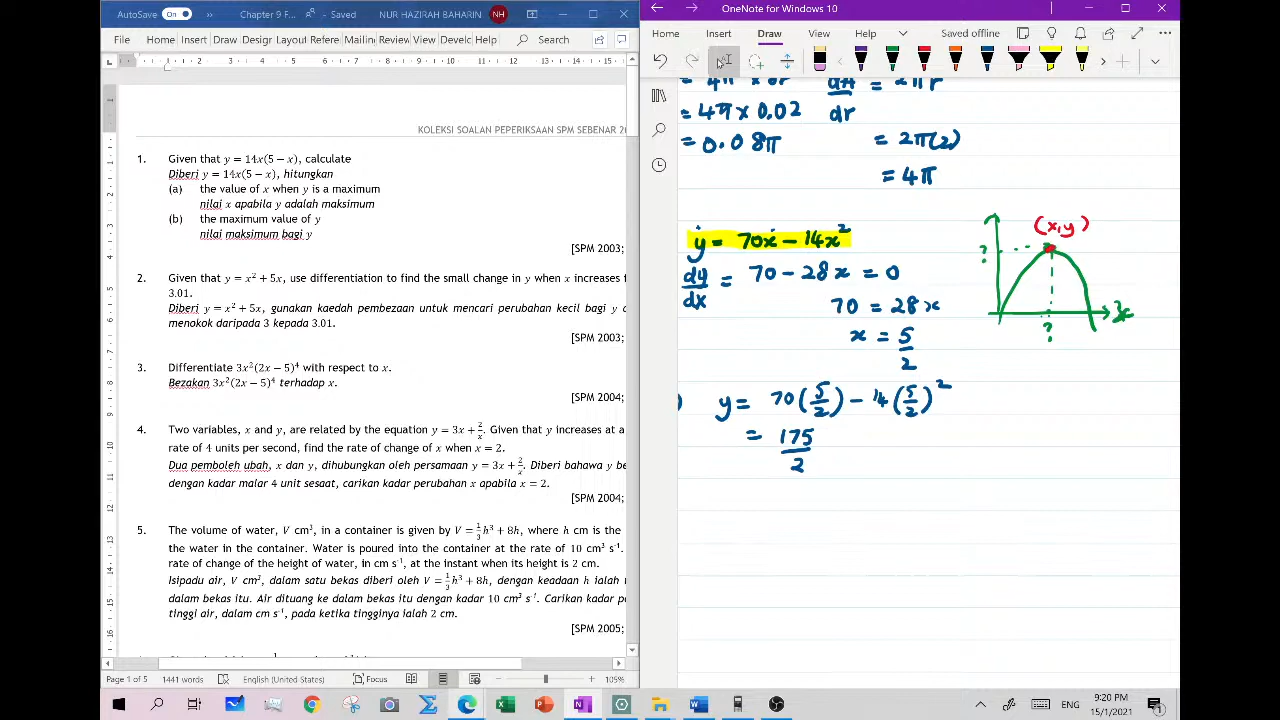 AutoSave On Chapter 9 F... - Saved NUR HAZIRAH BAHARIN NH
File Home Insert Draw Design Layout Refere Mailing Review View Develo Search
KOLEKSI SOALAN PEPERIKSAAN SPM SEBENAR 20
1. Given that y = 14x(5 − x), calculate
Diberi y = 14x(5 − x), hitungkan
(a) the value of x when y is a maximum
nilai x apabila y adalah maksimum
(b) the maximum value of y
nilai maksimum bagi y
[SPM 2003;
2. Given that y = x² + 5x, use differentiation to find the small change in y when x increases f
3.01.
Diberi y = x² + 5x, gunakan kaedah pembezaan untuk mencari perubahan kecil bagi y a
menokok daripada 3 kepada 3.01.
[SPM 2003;
3. Differentiate 3x²(2x − 5)⁴ with respect to x.
Bezakan 3x²(2x − 5)⁴ terhadap x.
[SPM 2004;
4. Two variables, x and y, are related by the equation y = 3x + 2/x. Given that y increases at a
rate of 4 units per second, find the rate of change of x when x = 2.
Dua pemboleh ubah, x dan y, dihubungkan oleh persamaan y = 3x + 2/x. Diberi bahawa y be
dengan kadar malar 4 unit sesaat, carikan kadar perubahan x apabila x = 2.
[SPM 2004;
5. The volume of water, V cm³, in a container is given by V = 1/3 h³ + 8h, where h cm is the
the water in the container. Water is poured into the container at the rate of 10 cm³ s⁻¹.
rate of change of the height of water, in cm s⁻¹, at the instant when its height is 2 cm.
Isipadu air, V cm³, dalam satu bekas diberi oleh V = 1/3 h³ + 8h, dengan keadaan h ialah t
dalam bekas itu. Air dituang ke dalam bekas itu dengan kadar 10 cm³ s⁻¹. Carikan kadar pe
tinggi air, dalam cm s⁻¹, pada ketika tingginya ialah 2 cm.
[SPM 2005;
Page 1 of 5 1441 words English (United States) Focus 105%
OneNote for Windows 10
Home Insert Draw View Help Saved offline
= 4π × δr
= 4π × 0.02
= 0.08π
dA/dr = 2πr
= 2π(2)
= 4π
y = 70x − 14x²
dy/dx = 70 − 28x = 0
70 = 28x
x = 5/2
(x,y)
?
?
x
) y = 70(5/2) − 14(5/2)²
= 175/2
9:20 PM
15/1/2021